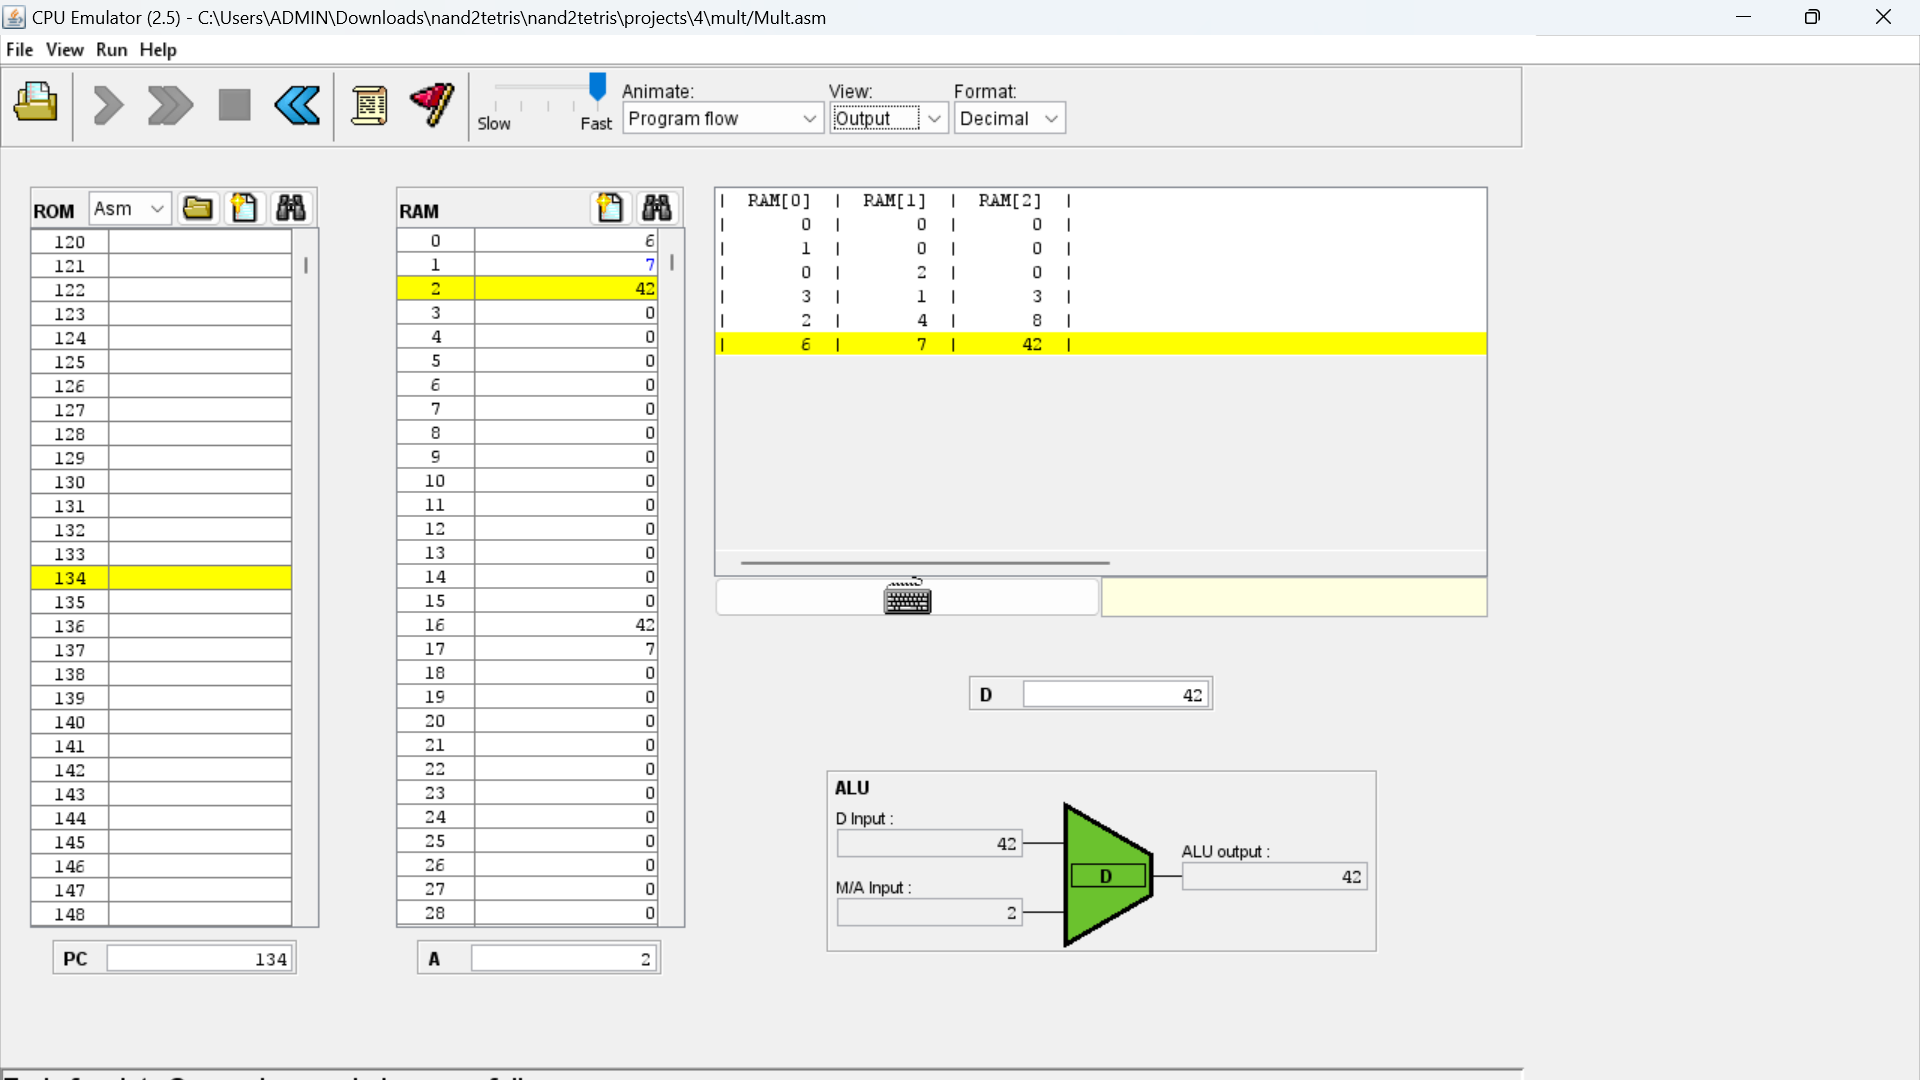 CPU Emulator (2.5) - C:\Users\ADMIN\Downloads\nand2tetris\nand2tetris\projects\4\mult/Mult.asm
File View Run Help
Slow
Fast
Animate:
Program flow
View:
Output
Format:
Decimal
ROM Asm
120
121
122
123
124
125
126
127
128
129
130
131
132
133
134
135
136
137
138
139
140
141
142
143
144
145
146
147
148
PC 134
RAM
0 6
1 7
2 42
3 0
4 0
5 0
6 0
7 0
8 0
9 0
10 0
11 0
12 0
13 0
14 0
15 0
16 42
17 7
18 0
19 0
20 0
21 0
22 0
23 0
24 0
25 0
26 0
27 0
28 0
A 2
| RAM[0] | RAM[1] | RAM[2] |
| 0 | 0 | 0 |
| 1 | 0 | 0 |
| 0 | 2 | 0 |
| 3 | 1 | 3 |
| 2 | 4 | 8 |
| 6 | 7 | 42 |
D 42
ALU
D Input :
42
M/A Input :
2
D
ALU output :
42